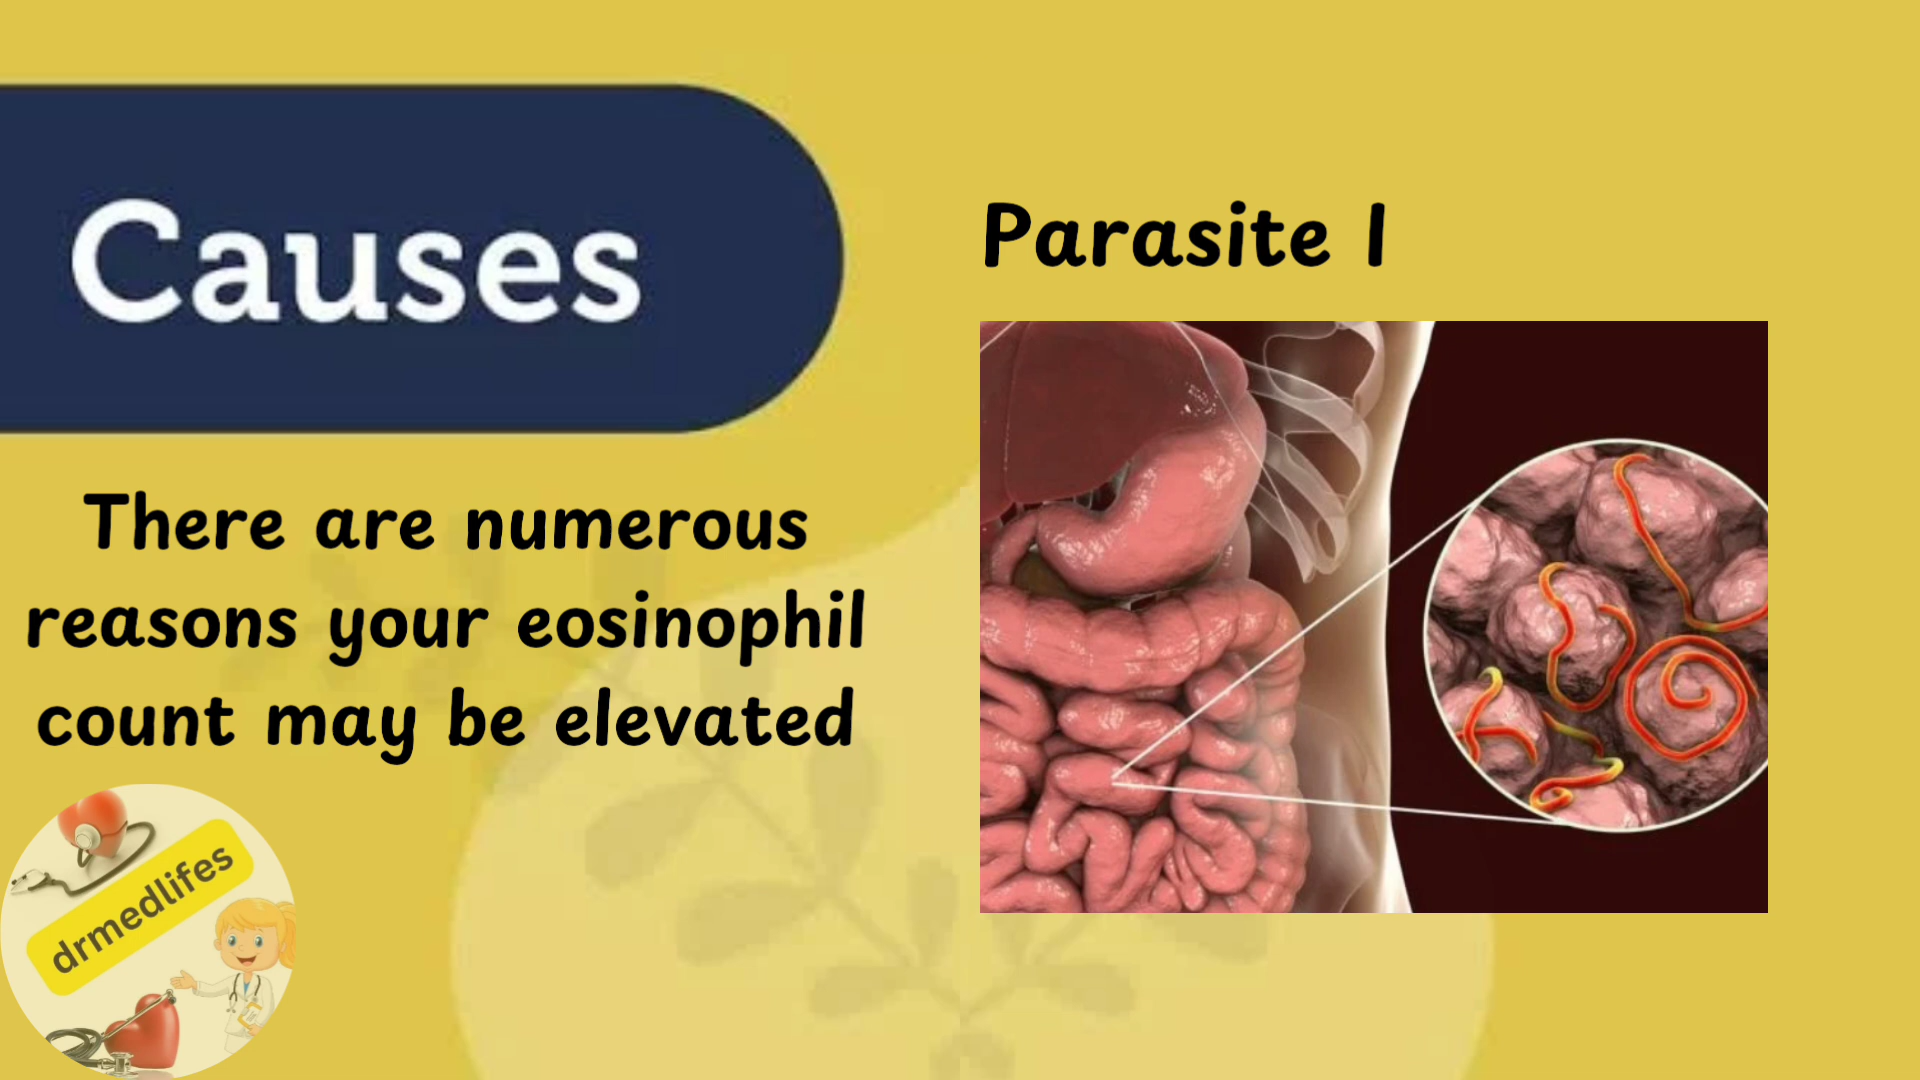 Causes
There are numerous
reasons your eosinophil
count may be elevated
Parasite I
drmedlifes